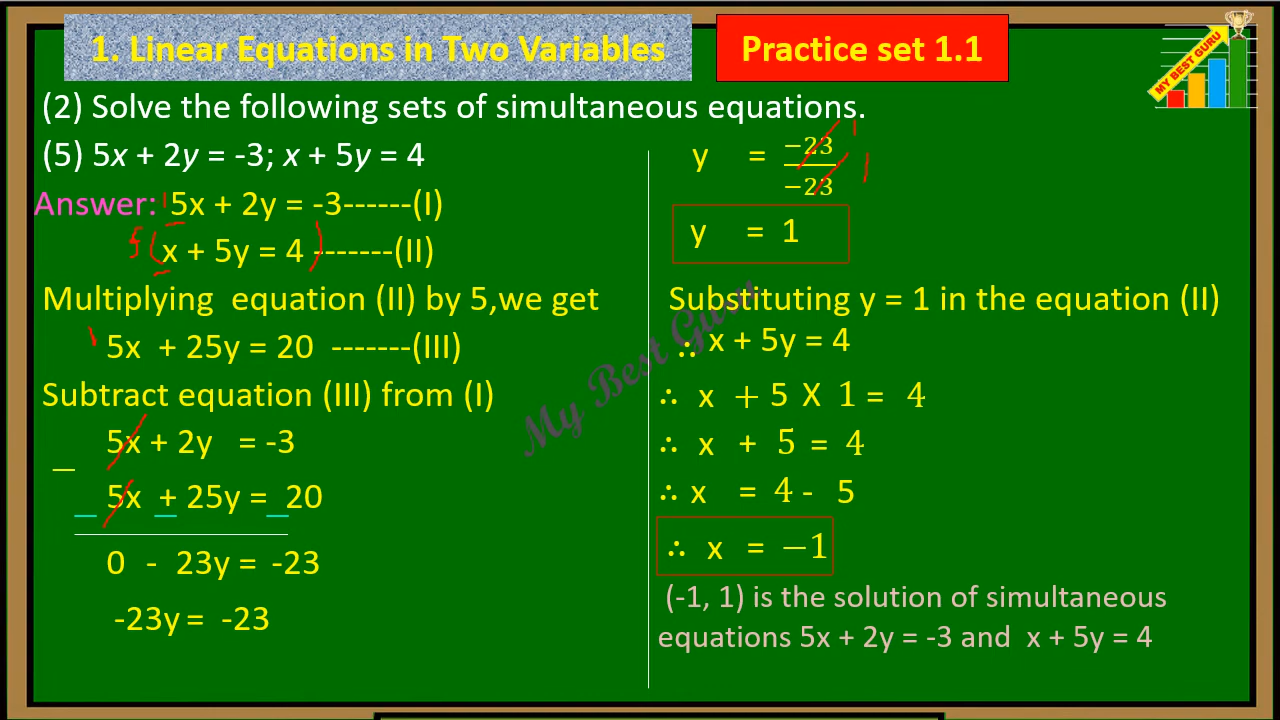 1. Linear Equations in Two Variables
Practice set 1.1
MY BEST GURU
(2) Solve the following sets of simultaneous equations.
(5) 5x + 2y = -3; x + 5y = 4
Answer: 5x + 2y = -3------(I)
5 ( x + 5y = 4 ) -------(II)
Multiplying equation (II) by 5,we get
5x + 25y = 20 -------(III)
Subtract equation (III) from (I)
5x + 2y = -3
−
5x + 25y = 20
− − −
0 - 23y = -23
-23y = -23
y = −23/−23
1
1
y = 1
Substituting y = 1 in the equation (II)
∴ x + 5y = 4
∴ x + 5 X 1 = 4
∴ x + 5 = 4
∴ x = 4 - 5
∴ x = −1
(-1, 1) is the solution of simultaneous
equations 5x + 2y = -3 and x + 5y = 4
My Best Guru